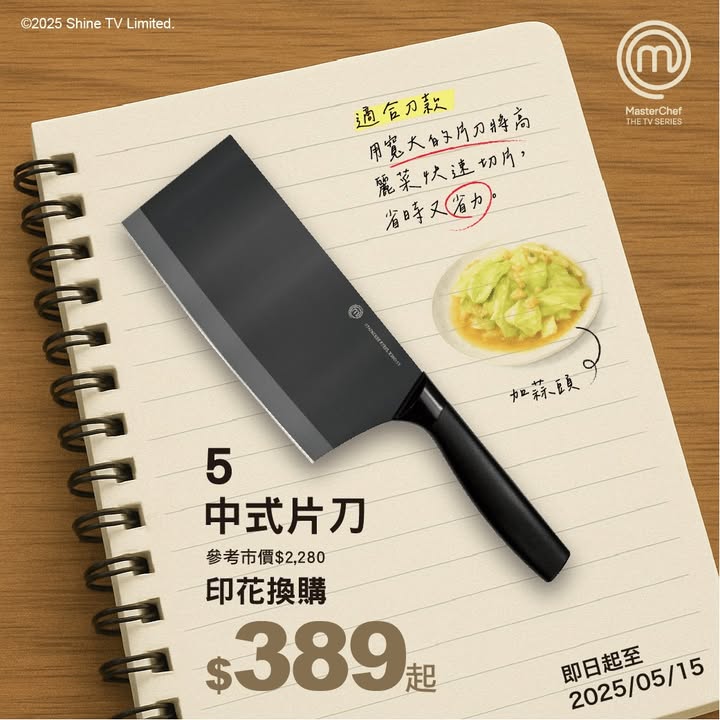 ©2025 Shine TV Limited.
MasterChef
THE TV SERIES
適合刀款
用寬大的片刀將高
麗菜快速切片，
省時又省力。
加蒜頭
5
中式片刀
參考市價$2,280
印花換購
$389起
即日起至
2025/05/15